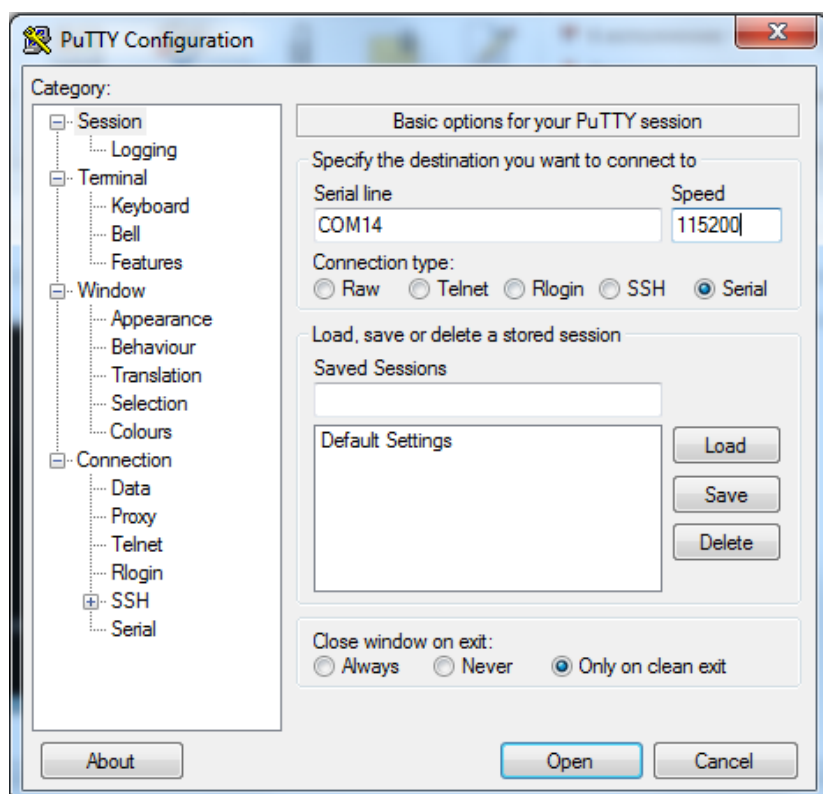 PuTTY Configuration
Category:
Session
Logging
Terminal
Keyboard
Bell
Features
Window
Appearance
Behaviour
Translation
Selection
Colours
Connection
Data
Proxy
Telnet
Rlogin
SSH
Serial
Basic options for your PuTTY session
Specify the destination you want to connect to
Serial line Speed
COM14 115200
Connection type:
Raw Telnet Rlogin SSH Serial
Load, save or delete a stored session
Saved Sessions
Default Settings
Load
Save
Delete
Close window on exit:
Always Never Only on clean exit
About Open Cancel